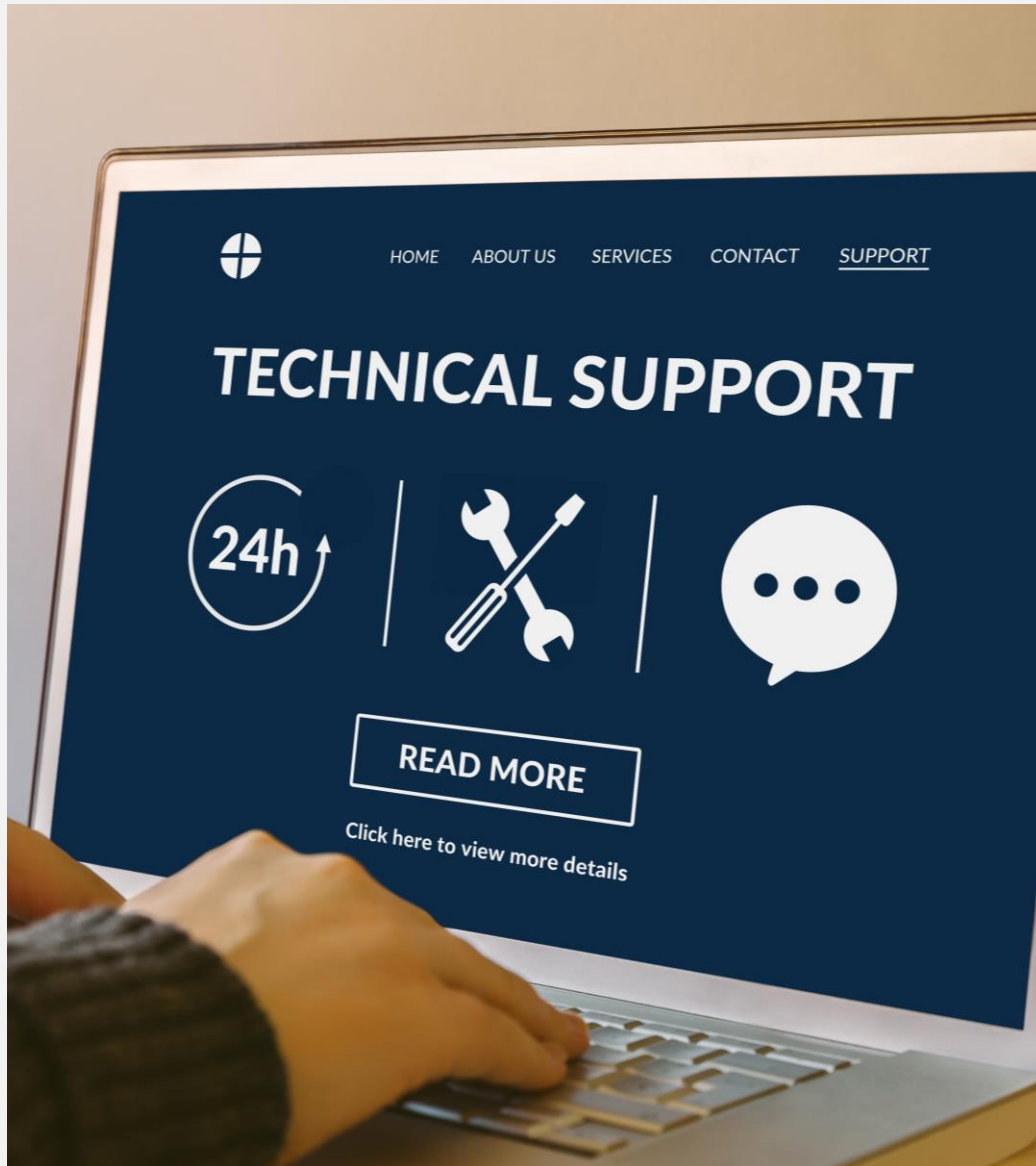 HOME ABOUT US SERVICES CONTACT SUPPORT
TECHNICAL SUPPORT
24h
READ MORE
Click here to view more details